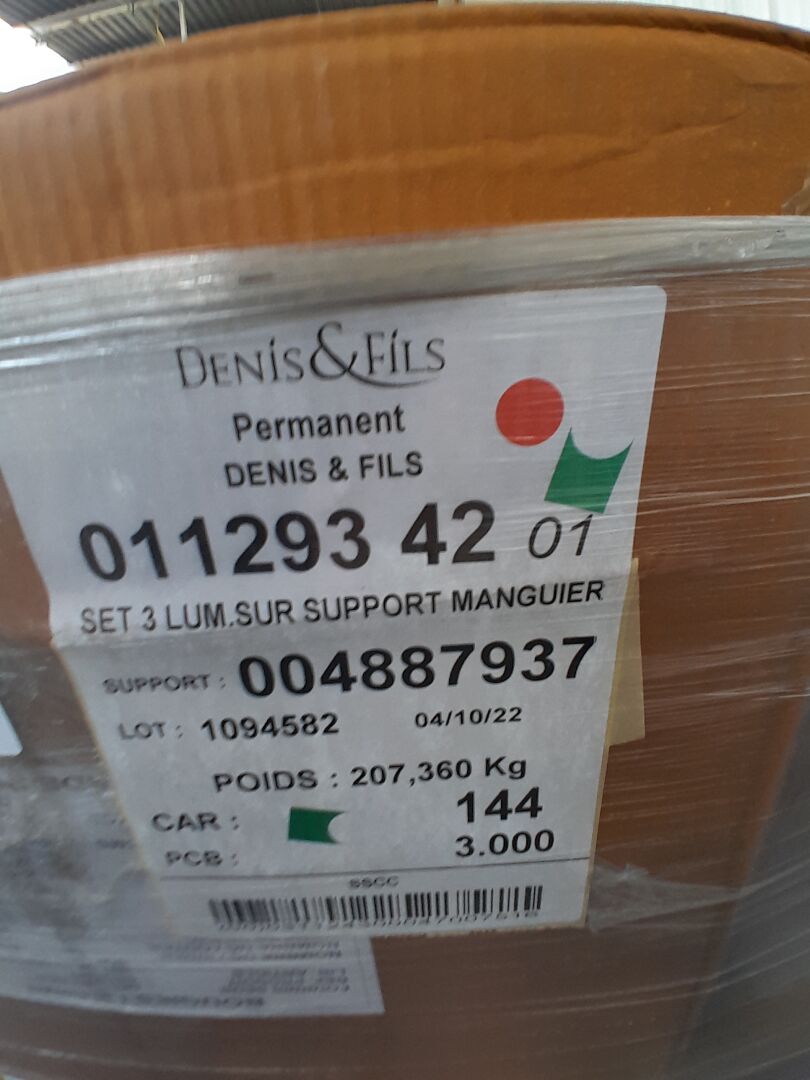 DENIS&FILS
Permanent
DENIS & FILS
011293 42 01
SET 3 LUM.SUR SUPPORT MANGUIER
SUPPORT : 004887937
LOT : 1094582 04/10/22
POIDS : 207,360 Kg
CAR : 144
PCB : 3.000
SSCC